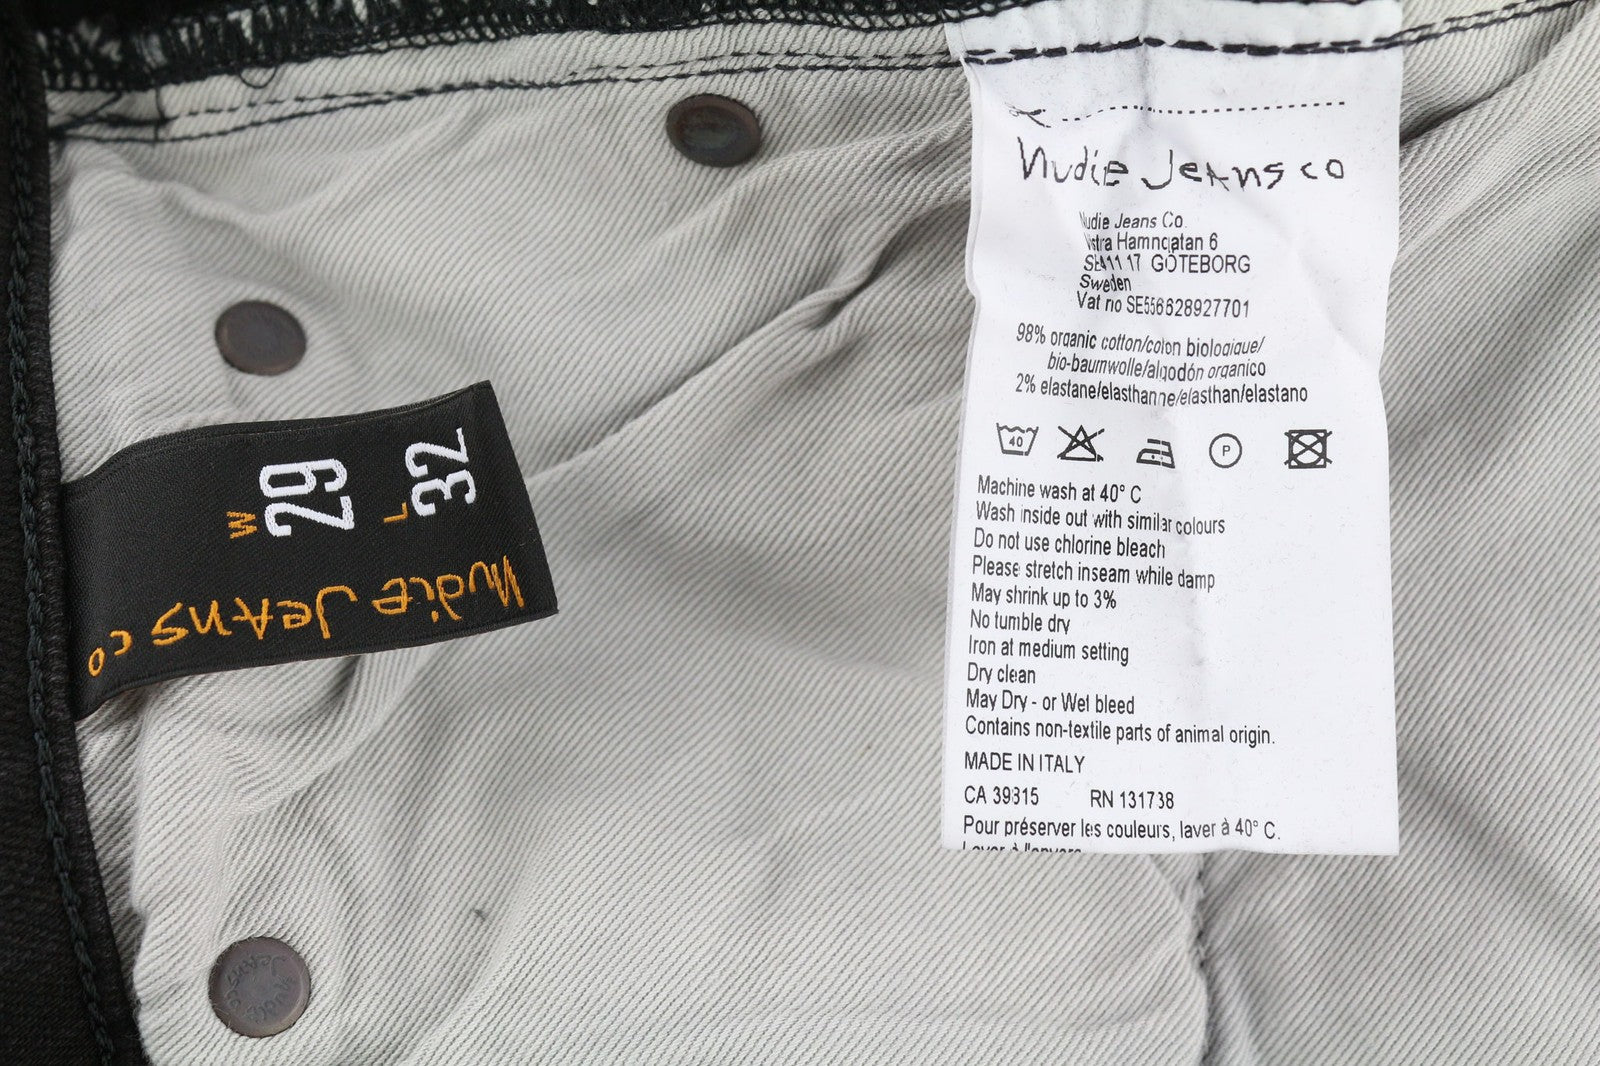 W 29
L 32
Nudie Jeans co
Nudie Jeans co
Nudie Jeans Co.
Hamngatan 6
GÖTEBORG
Sweden
Vat no SE556628927701
98% organic cotton/coton biologique/
bio-baumwolle/algodón organico
2% elastane/elasthanne/elasthan/elastano
40 P
Machine wash at 40° C
Wash inside out with similar colours
Do not use chlorine bleach
Please stretch inseam while damp
May shrink up to 3%
No tumble dry
Iron at medium setting
Dry clean
May Dry - or Wet bleed
Contains non-textile parts of animal origin.
MADE IN ITALY
CA 39815 RN 131738
Pour préserver les couleurs, laver à 40° C.
Nudie Jeans co